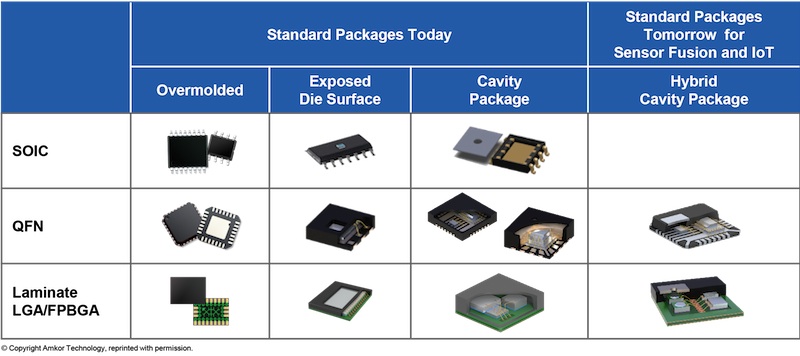 Standard Packages Today
Standard Packages
Tomorrow for
Sensor Fusion and IoT
Overmolded
Exposed
Die Surface
Cavity
Package
Hybrid
Cavity Package
SOIC
QFN
Laminate
LGA/FPBGA
© Copyright Amkor Technology, reprinted with permission.